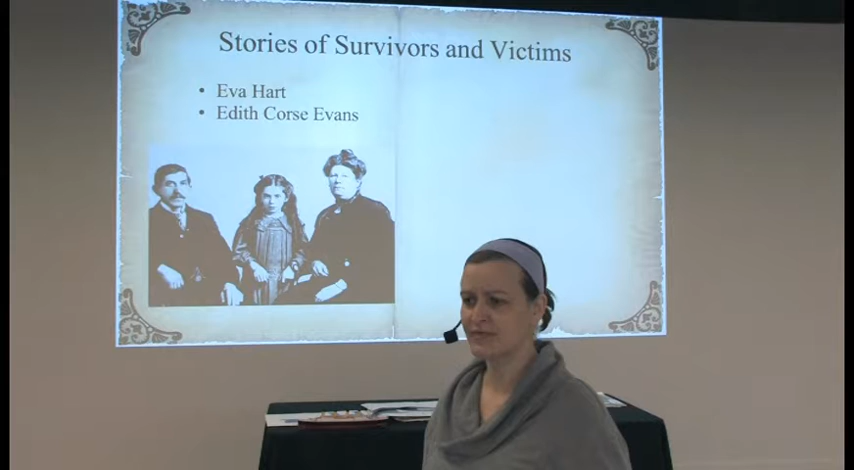 Stories of Survivors and Victims
• Eva Hart
• Edith Corse Evans